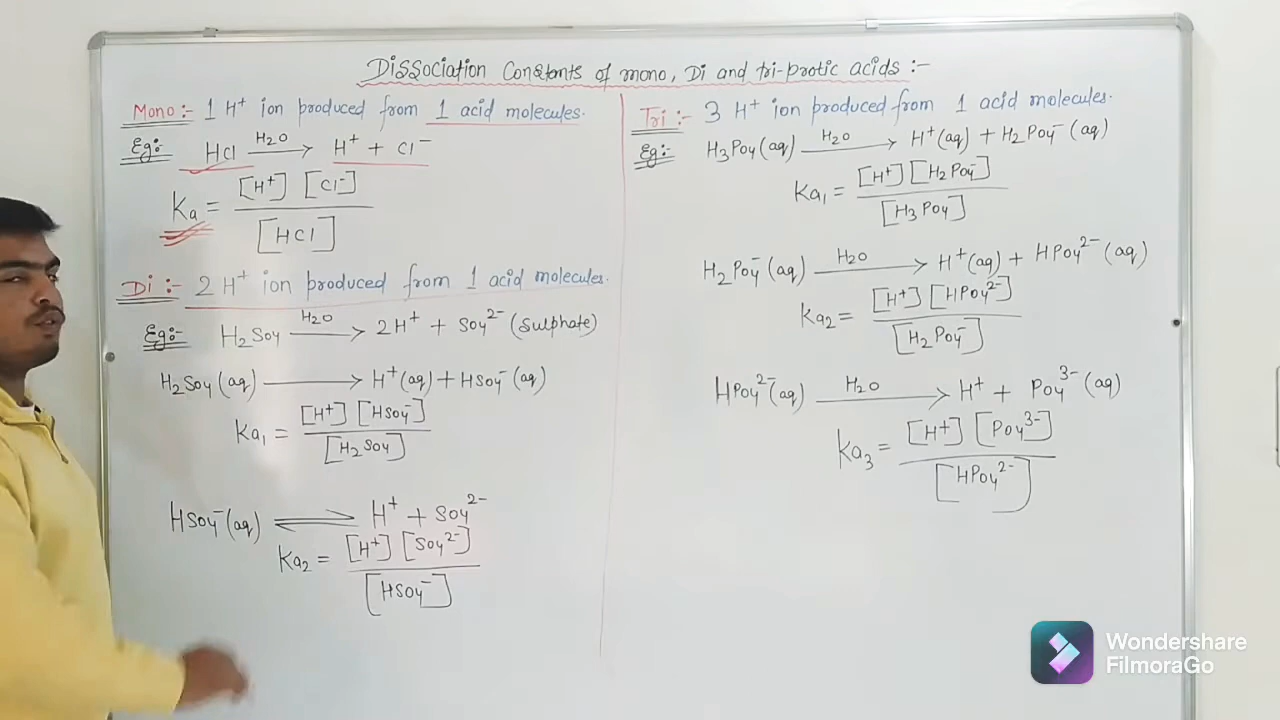 Dissociation Constants of mono, Di and tri-protic acids :-
Mono :- 1 H⁺ ion produced from 1 acid molecules.
Eg:- HCl —H₂O→ H⁺ + Cl⁻
Ka = [H⁺] [Cl⁻] / [HCl]
Di :- 2 H⁺ ion produced from 1 acid molecules.
Eg:- H₂SO₄ —H₂O→ 2H⁺ + SO₄²⁻ (Sulphate)
H₂SO₄ (aq) ⟶ H⁺(aq) + HSO₄⁻ (aq)
Ka₁ = [H⁺] [HSO₄⁻] / [H₂SO₄]
HSO₄⁻ (aq) ⇌ H⁺ + SO₄²⁻
Ka₂ = [H⁺] [SO₄²⁻] / [HSO₄⁻]
Tri :- 3 H⁺ ion produced from 1 acid molecules.
Eg:- H₃PO₄ (aq) —H₂O→ H⁺(aq) + H₂PO₄⁻ (aq)
Ka₁ = [H⁺] [H₂PO₄⁻] / [H₃PO₄]
H₂PO₄⁻ (aq) —H₂O→ H⁺(aq) + HPO₄²⁻ (aq)
Ka₂ = [H⁺] [HPO₄²⁻] / [H₂PO₄⁻]
HPO₄²⁻ (aq) —H₂O→ H⁺ + PO₄³⁻ (aq)
Ka₃ = [H⁺] [PO₄³⁻] / [HPO₄²⁻]
Wondershare
FilmoraGo